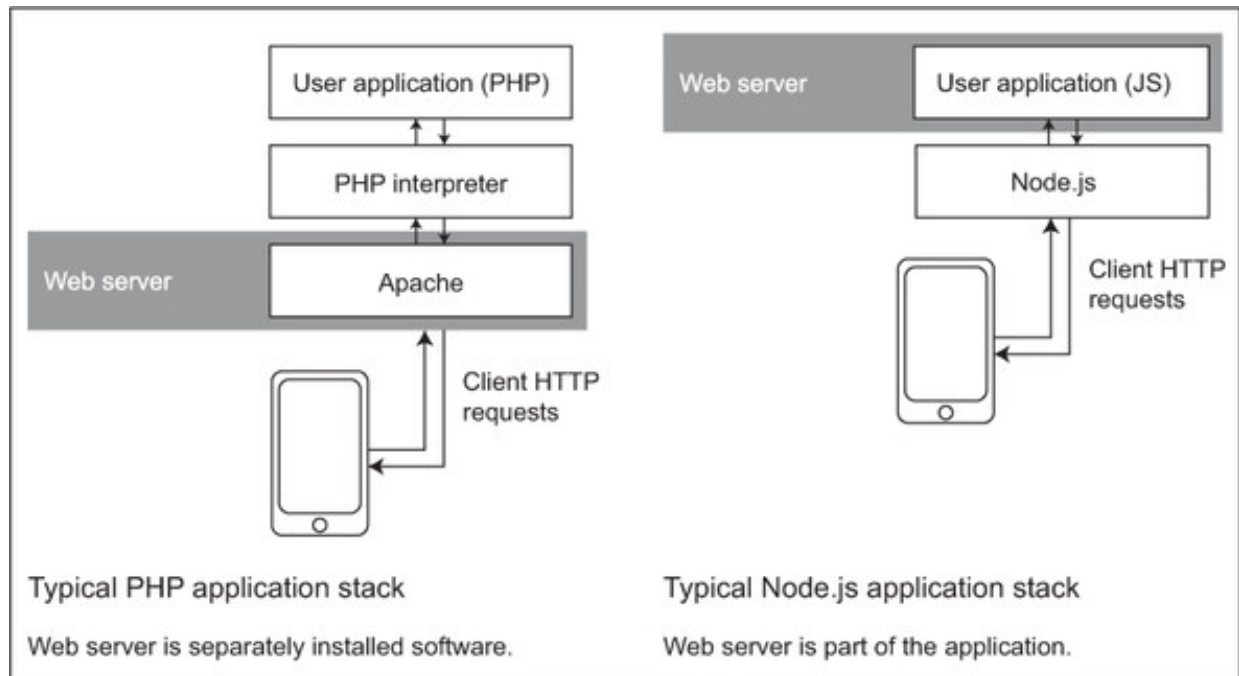 User application (PHP)
PHP interpreter
Web server
Apache
Client HTTP
requests
Typical PHP application stack
Web server is separately installed software.
Web server
User application (JS)
Node.js
Client HTTP
requests
Typical Node.js application stack
Web server is part of the application.